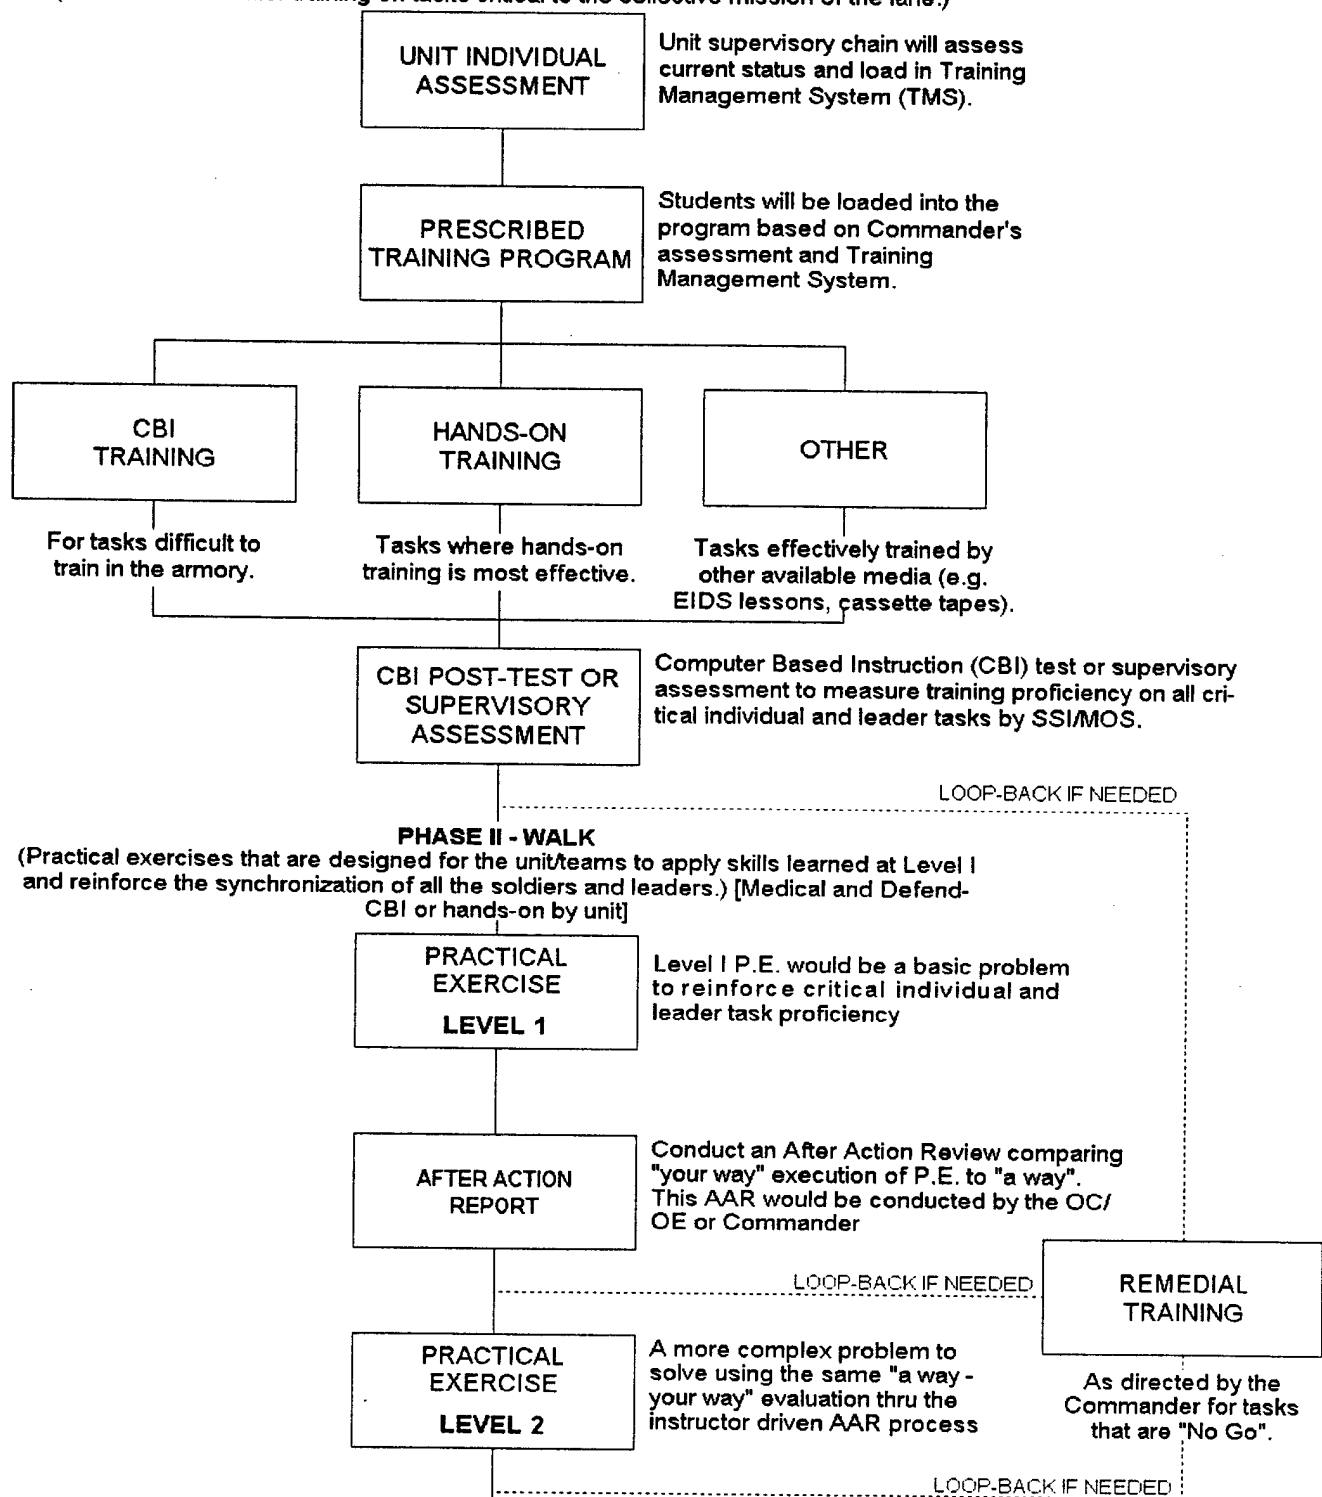 training on tasks critical to the collective mission of the lane.)
UNIT INDIVIDUAL
ASSESSMENT
Unit supervisory chain will assess
current status and load in Training
Management System (TMS).
PRESCRIBED
TRAINING PROGRAM
Students will be loaded into the
program based on Commander's
assessment and Training
Management System.
CBI
TRAINING
HANDS-ON
TRAINING
OTHER
For tasks difficult to
train in the armory.
Tasks where hands-on
training is most effective.
Tasks effectively trained by
other available media (e.g.
EIDS lessons, cassette tapes).
CBI POST-TEST OR
SUPERVISORY
ASSESSMENT
Computer Based Instruction (CBI) test or supervisory
assessment to measure training proficiency on all cri-
tical individual and leader tasks by SSI/MOS.
LOOP-BACK IF NEEDED
PHASE II - WALK
(Practical exercises that are designed for the unit/teams to apply skills learned at Level I
and reinforce the synchronization of all the soldiers and leaders.) [Medical and Defend-
CBI or hands-on by unit]
PRACTICAL
EXERCISE
LEVEL 1
Level I P.E. would be a basic problem
to reinforce critical individual and
leader task proficiency
AFTER ACTION
REPORT
Conduct an After Action Review comparing
"your way" execution of P.E. to "a way".
This AAR would be conducted by the OC/
OE or Commander
LOOP-BACK IF NEEDED
REMEDIAL
TRAINING
As directed by the
Commander for tasks
that are "No Go".
PRACTICAL
EXERCISE
LEVEL 2
A more complex problem to
solve using the same "a way -
your way" evaluation thru the
instructor driven AAR process
LOOP-BACK IF NEEDED